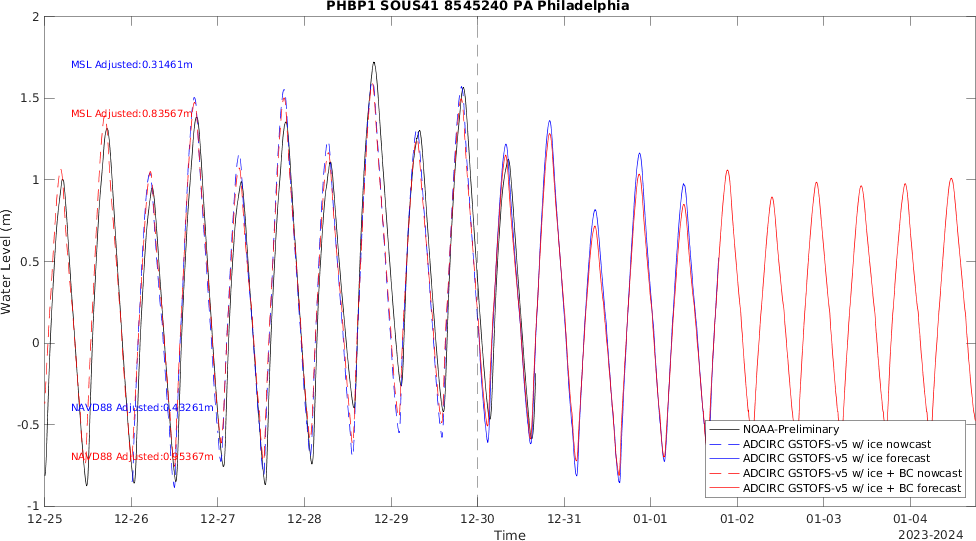 PHBP1 SOUS41 8545240 PA Philadelphia
2
1.5
1
0.5
0
-0.5
-1
Water Level (m)
MSL Adjusted:0.31461m
MSL Adjusted:0.83567m
NAVD88 Adjusted:0.43261m
NAVD88 Adjusted:0.95367m
NOAA-Preliminary
ADCIRC GSTOFS-v5 w/ ice nowcast
ADCIRC GSTOFS-v5 w/ ice forecast
ADCIRC GSTOFS-v5 w/ ice + BC nowcast
ADCIRC GSTOFS-v5 w/ ice + BC forecast
12-25 12-26 12-27 12-28 12-29 12-30 12-31 01-01 01-02 01-03 01-04
Time
2023-2024